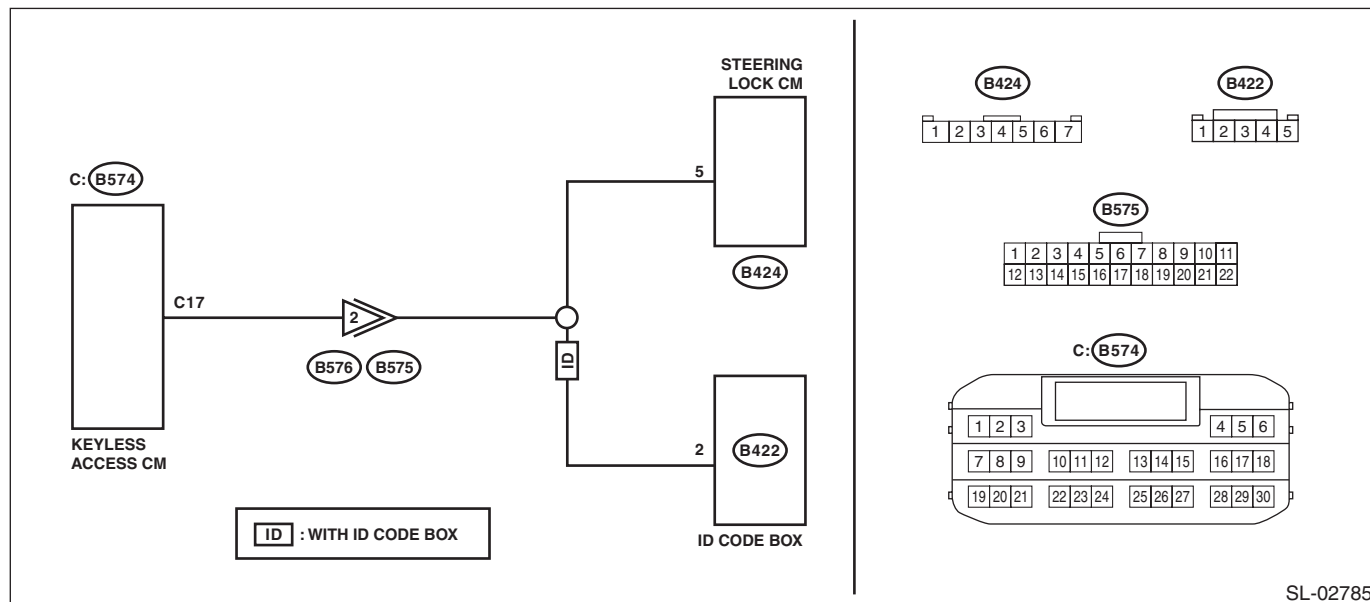 STEERING
LOCK CM
B424
B422
1 2 3 4 5 6 7
1 2 3 4 5
5
C: B574
B575
1 2 3 4 5 6 7 8 9 10 11
12 13 14 15 16 17 18 19 20 21 22
B424
C17
2
B576 B575
ID
C: B574
1 2 3 4 5 6
KEYLESS
ACCESS CM
2
B422
7 8 9 10 11 12 13 14 15 16 17 18
19 20 21 22 23 24 25 26 27 28 29 30
ID : WITH ID CODE BOX
ID CODE BOX
SL-02785